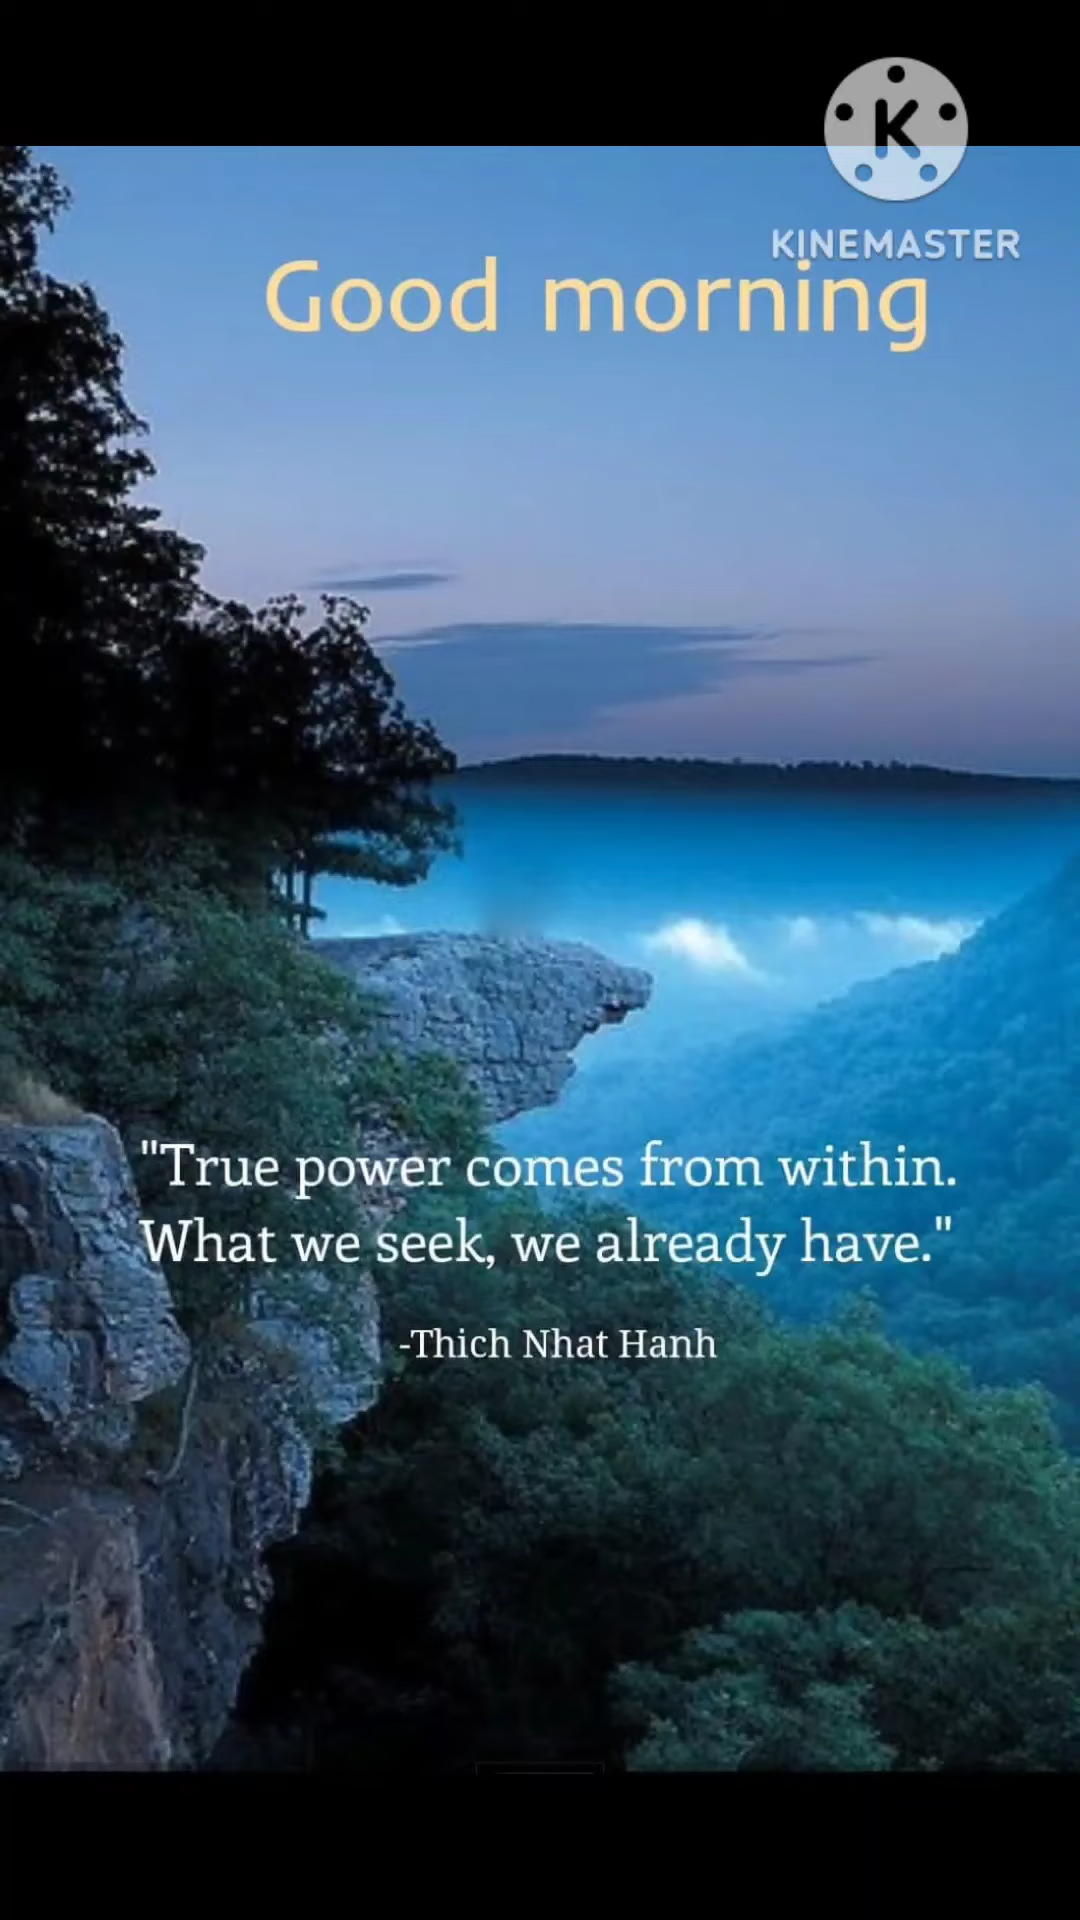 K
KINEMASTER
Good morning
"True power comes from within.
What we seek, we already have."
-Thich Nhat Hanh